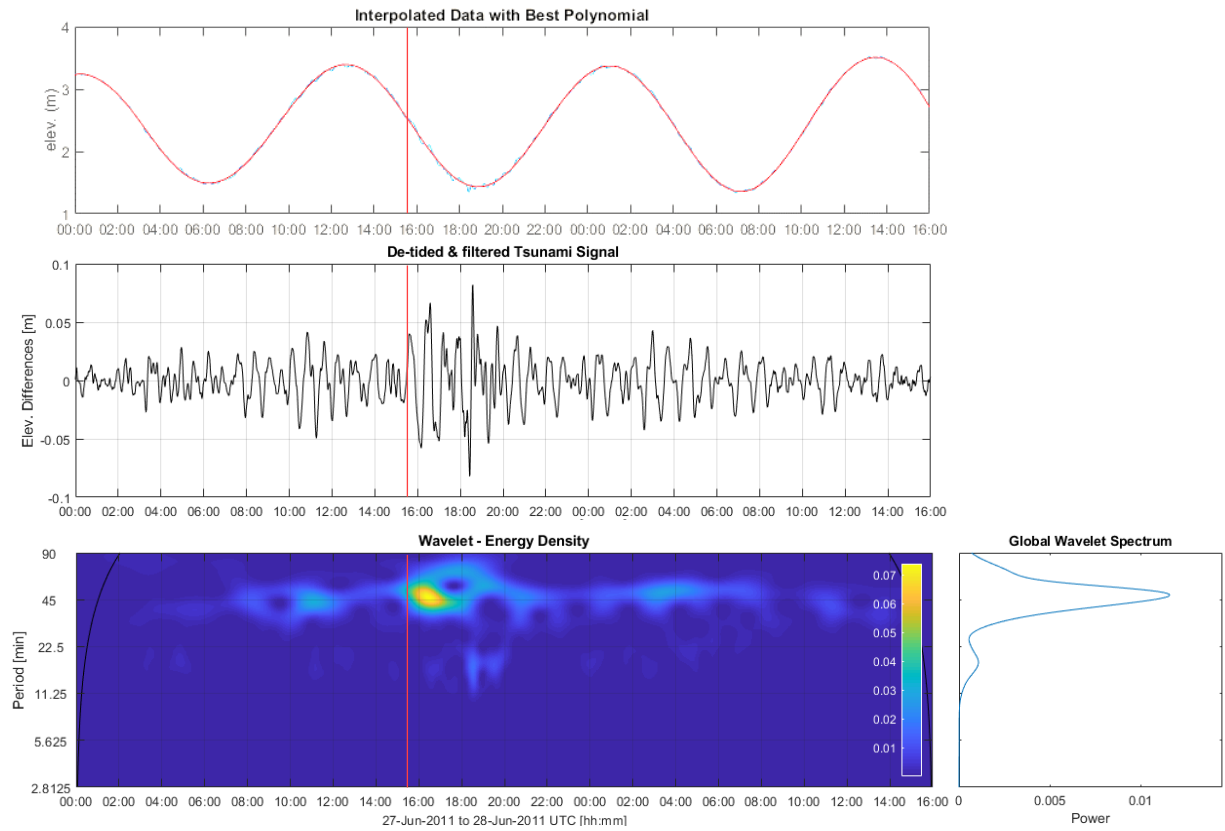 Interpolated Data with Best Polynomial
4
3
2
1
elev. (m)
00:00 02:00 04:00 06:00 08:00 10:00 12:00 14:00 16:00 18:00 20:00 22:00 00:00 02:00 04:00 06:00 08:00 10:00 12:00 14:00 16:00
De-tided & filtered Tsunami Signal
0.1
0.05
0
-0.05
-0.1
Elev. Differences [m]
00:00 02:00 04:00 06:00 08:00 10:00 12:00 14:00 16:00 18:00 20:00 22:00 00:00 02:00 04:00 06:00 08:00 10:00 12:00 14:00 16:00
Wavelet - Energy Density
90
45
22.5
11.25
5.625
2.8125
Period [min]
0.07
0.06
0.05
0.04
0.03
0.02
0.01
00:00 02:00 04:00 06:00 08:00 10:00 12:00 14:00 16:00 18:00 20:00 22:00 00:00 02:00 04:00 06:00 08:00 10:00 12:00 14:00 16:00
27-Jun-2011 to 28-Jun-2011 UTC [hh:mm]
Global Wavelet Spectrum
0 0.005 0.01
Power